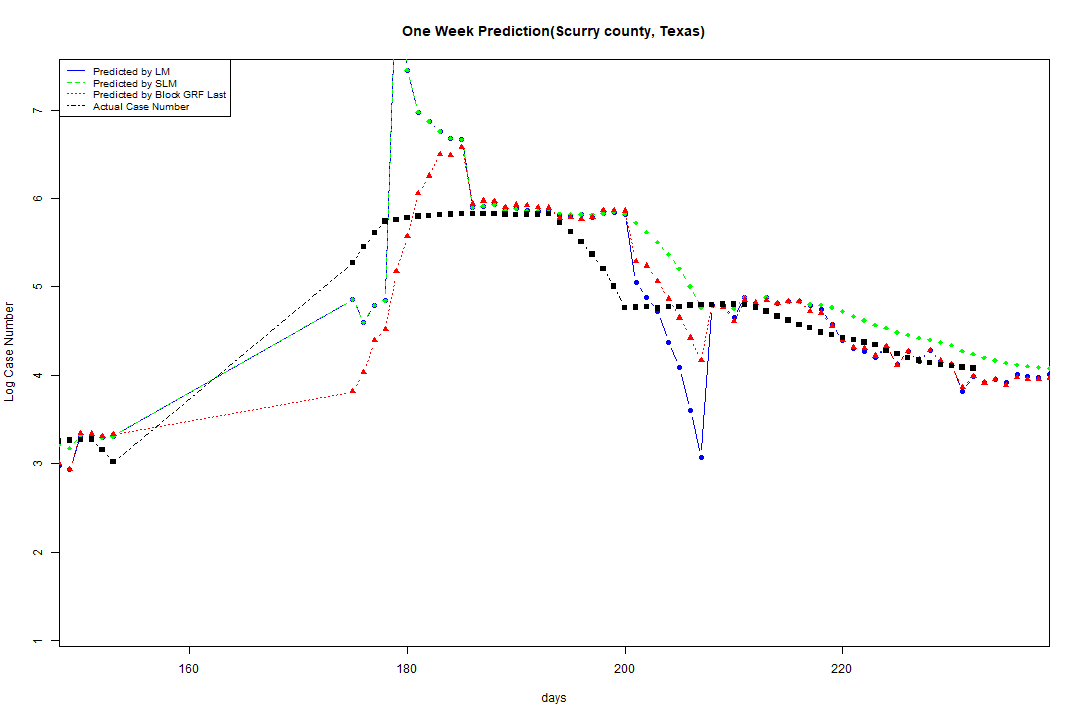 One Week Prediction(Scurry county, Texas)
Predicted by LM
Predicted by SLM
Predicted by Block GRF Last
Actual Case Number
7
6
5
4
3
2
1
Log Case Number
160
180
200
220
days